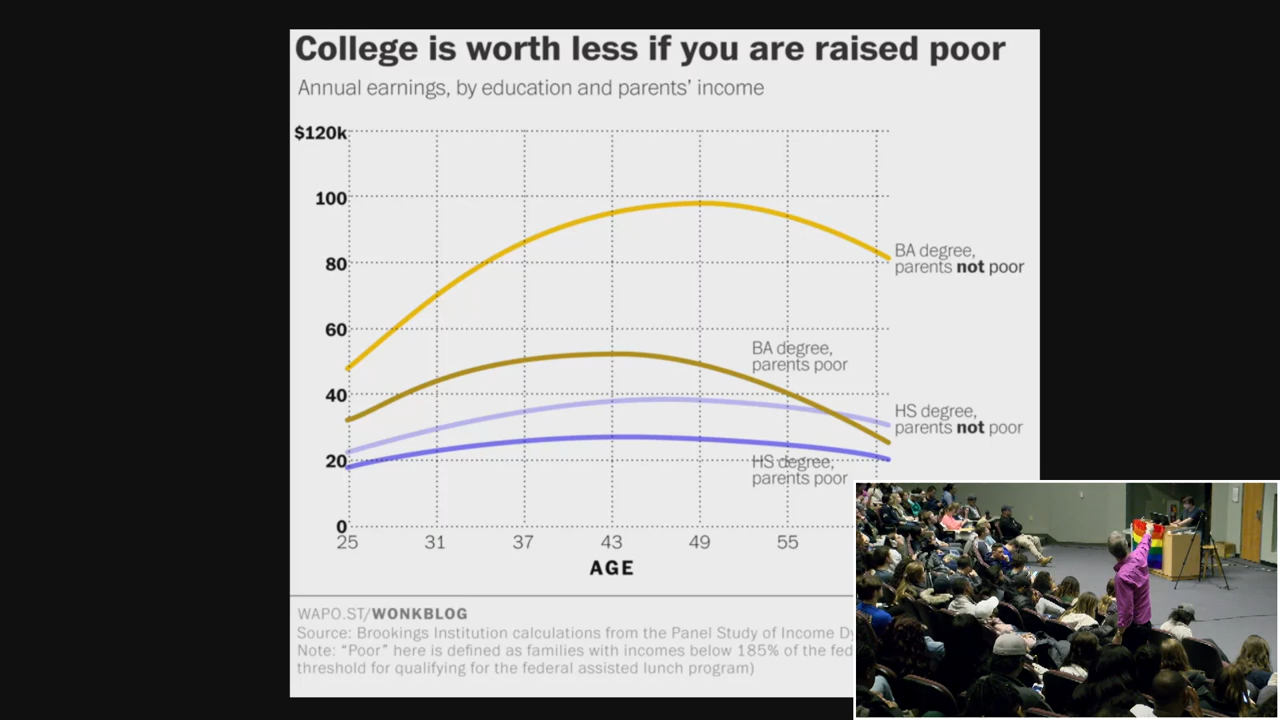 College is worth less if you are raised poor
Annual earnings, by education and parents' income
$120k
100
80
60
40
20
0
BA degree,
parents not poor
BA degree,
parents poor
HS degree,
parents not poor
HS degree,
parents poor
25 31 37 43 49 55
AGE
WAPO.ST/WONKBLOG
Source: Brookings Institution calculations from the Panel Study of Income
Note: “Poor” here is defined as families with incomes below 185% of the
threshold for qualifying for the federal assisted lunch program)